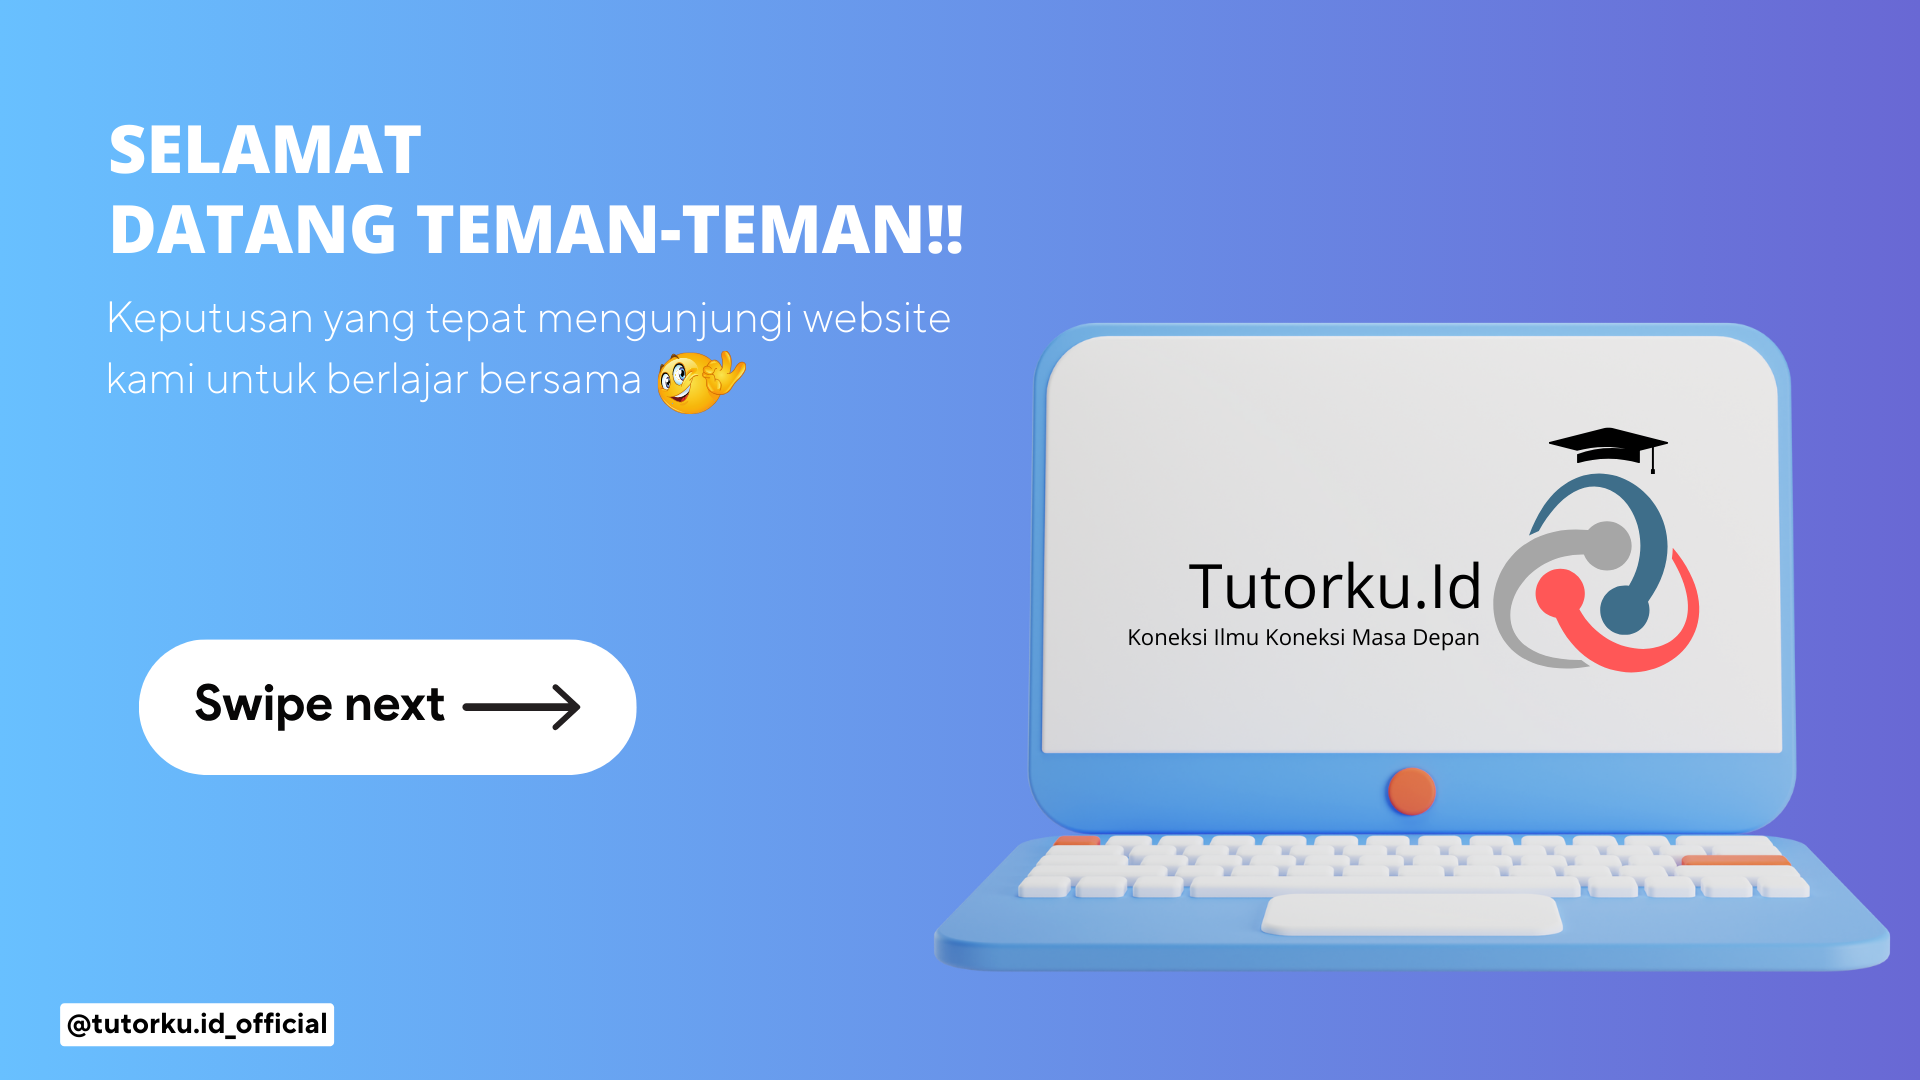 SELAMAT
DATANG TEMAN-TEMAN!!
Keputusan yang tepat mengunjungi website
kami untuk berlajar bersama
Swipe next
Tutorku.Id
Koneksi Ilmu Koneksi Masa Depan
@tutorku.id_official